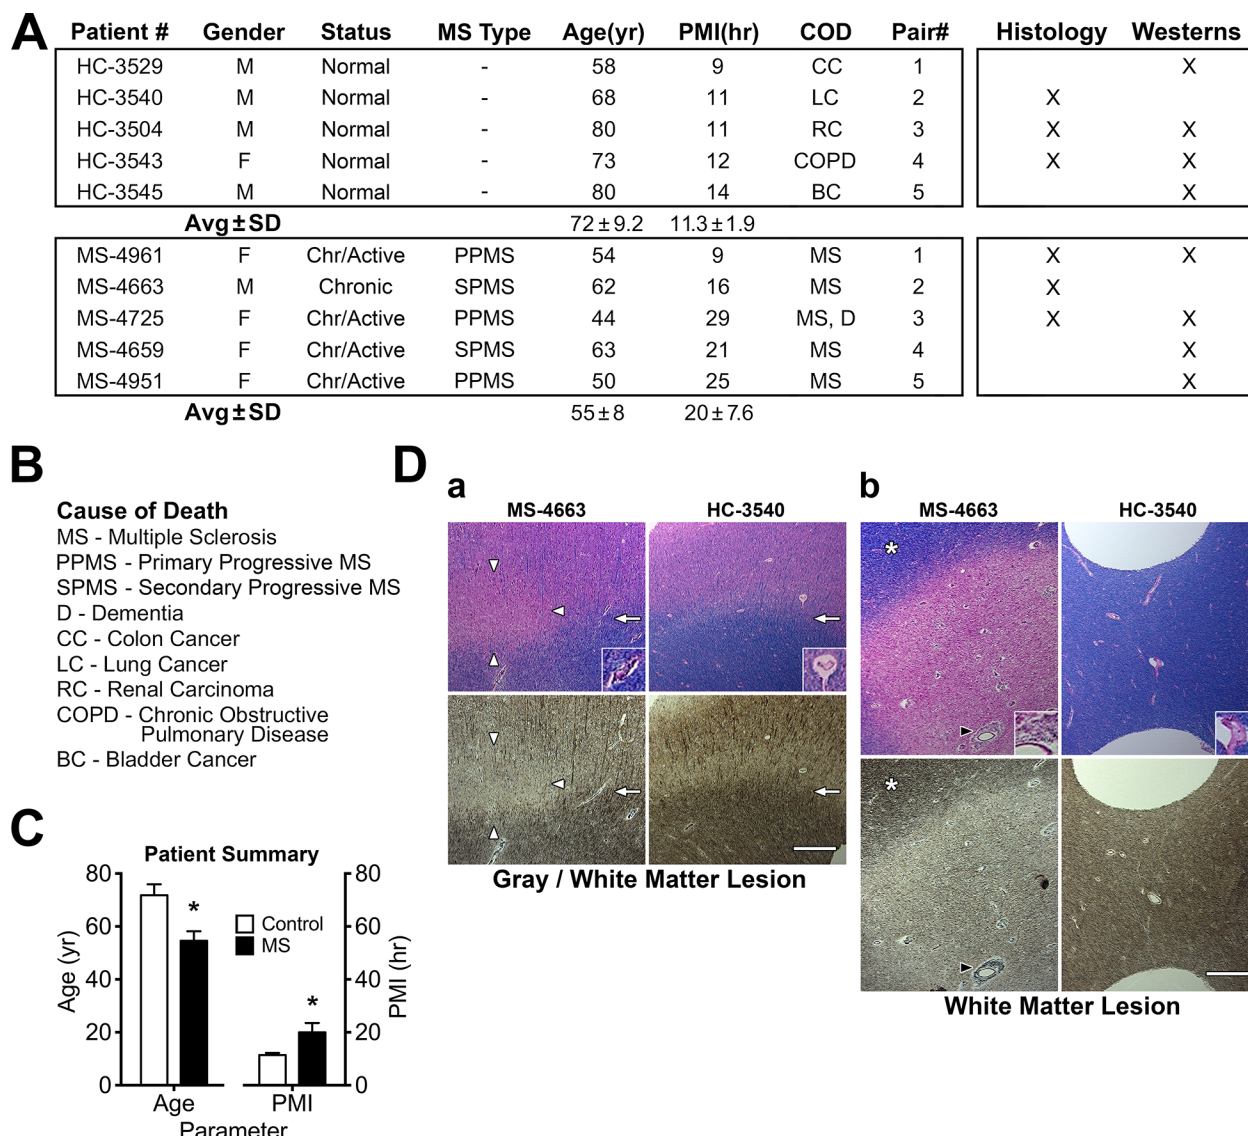 A
Patient # Gender Status MS Type Age(yr) PMI(hr) COD Pair# Histology Westerns
HC-3529 M Normal - 58 9 CC 1 X
HC-3540 M Normal - 68 11 LC 2 X
HC-3504 M Normal - 80 11 RC 3 X X
HC-3543 F Normal - 73 12 COPD 4 X X
HC-3545 M Normal - 80 14 BC 5 X
Avg±SD 72±9.2 11.3±1.9
MS-4961 F Chr/Active PPMS 54 9 MS 1 X X
MS-4663 M Chronic SPMS 62 16 MS 2 X
MS-4725 F Chr/Active PPMS 44 29 MS, D 3 X X
MS-4659 F Chr/Active SPMS 63 21 MS 4 X
MS-4951 F Chr/Active PPMS 50 25 MS 5 X
Avg±SD 55±8 20±7.6
B
Cause of Death
MS - Multiple Sclerosis
PPMS - Primary Progressive MS
SPMS - Secondary Progressive MS
D - Dementia
CC - Colon Cancer
LC - Lung Cancer
RC - Renal Carcinoma
COPD - Chronic Obstructive
Pulmonary Disease
BC - Bladder Cancer
C
Patient Summary
80
60
40
20
0
Age (yr)
*
*
Control
MS
80
60
40
20
0
PMI (hr)
Age PMI
Parameter
D
a
MS-4663 HC-3540
Gray / White Matter Lesion
b
MS-4663 HC-3540
*
*
White Matter Lesion